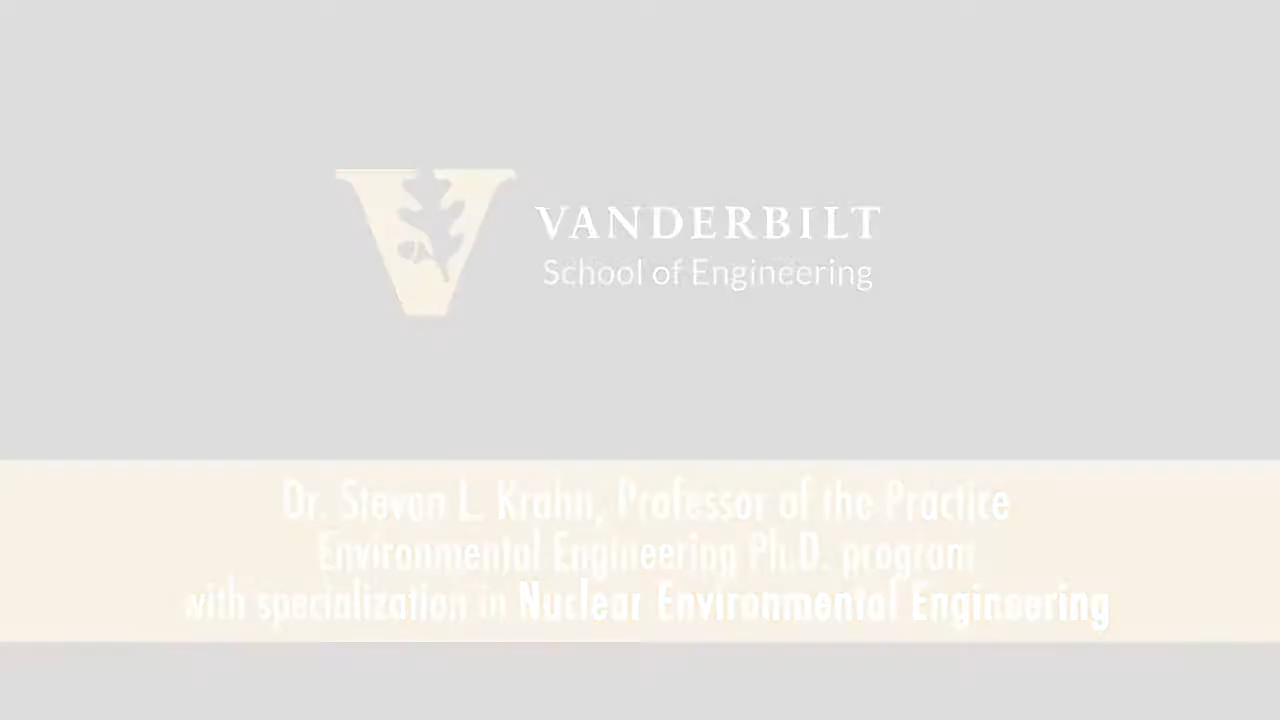 VANDERBILT
School of Engineering
Dr. Steven L. Krahn, Professor of the Practice
Environmental Engineering Ph.D. program
with specialization in Nuclear Environmental Engineering